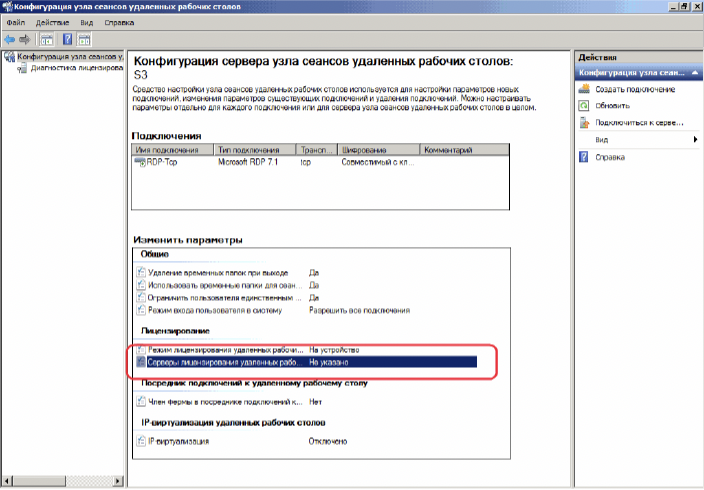 Конфигурация узла сеансов удаленных рабочих столов
Файл Действие Вид Справка
Конфигурация узла сеансов у
Диагностика лицензирова
Конфигурация сервера узла сеансов удаленных рабочих столов:
S3
Средство настройки узла сеансов удаленных рабочих столов используется для настройки параметров новых
подключений, изменения параметров существующих подключений и удаления подключений. Можно настраивать
параметры отдельно для каждого подключения или для сервера узла сеансов удаленных рабочих столов в целом.
Подключения
Имя подключения Тип подключения Трансп... Шифрование Комментарий
RDP-Tcp Microsoft RDP 7.1 tcp Совместимый с кл...
Изменить параметры
Общие
Удаление временных папок при выходе Да
Использовать временные папки для сеан... Да
Ограничить пользователя единственным ... Да
Режим входа пользователя в систему Разрешить все подключения
Лицензирование
Режим лицензирования удаленных рабочи... На устройство
Серверы лицензирования удаленных рабо... Не указано
Посредник подключений к удаленному рабочему столу
Член фермы в посреднике подключений к... Нет
IP-виртуализация удаленных рабочих столов
IP-виртуализация Отключено
Действия
Конфигурация узла сеан...
Создать подключение
Обновить
Подключиться к серве...
Вид
Справка